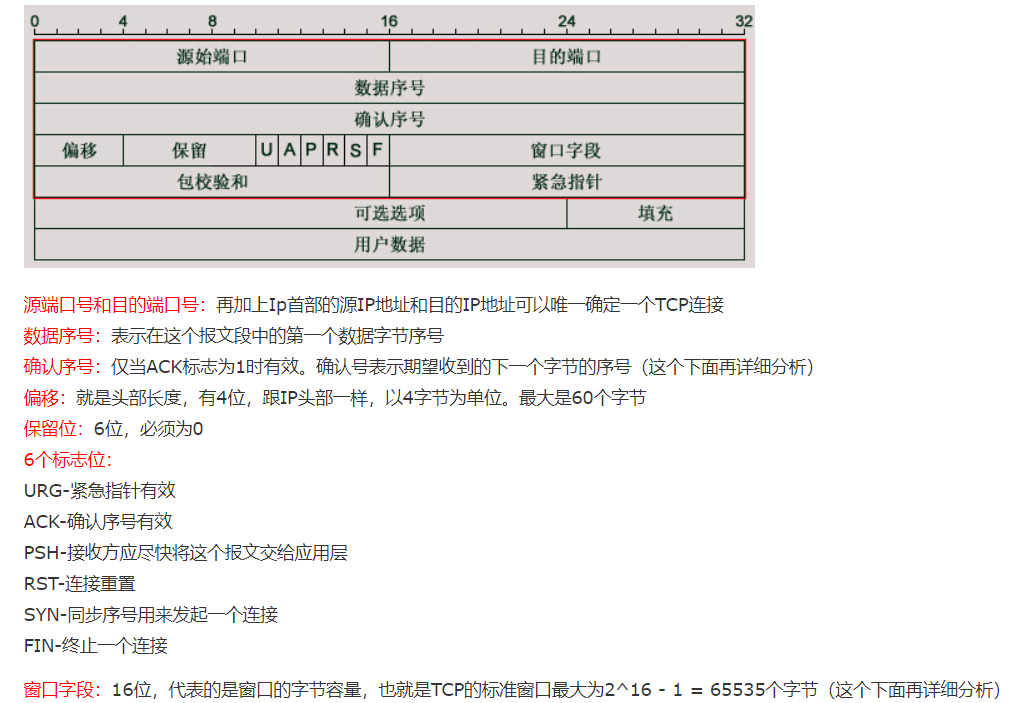 0 4 8 16 24 32
源始端口 目的端口
数据序号
确认序号
偏移 保留 U A P R S F 窗口字段
包校验和 紧急指针
可选选项 填充
用户数据
源端口号和目的端口号：再加上Ip首部的源IP地址和目的IP地址可以唯一确定一个TCP连接
数据序号：表示在这个报文段中的第一个数据字节序号
确认序号：仅当ACK标志为1时有效。确认号表示期望收到的下一个字节的序号（这个下面再详细分析）
偏移：就是头部长度，有4位，跟IP头部一样，以4字节为单位。最大是60个字节
保留位：6位，必须为0
6个标志位：
URG-紧急指针有效
ACK-确认序号有效
PSH-接收方应尽快将这个报文交给应用层
RST-连接重置
SYN-同步序号用来发起一个连接
FIN-终止一个连接
窗口字段：16位，代表的是窗口的字节容量，也就是TCP的标准窗口最大为2^16 - 1 = 65535个字节（这个下面再详细分析）